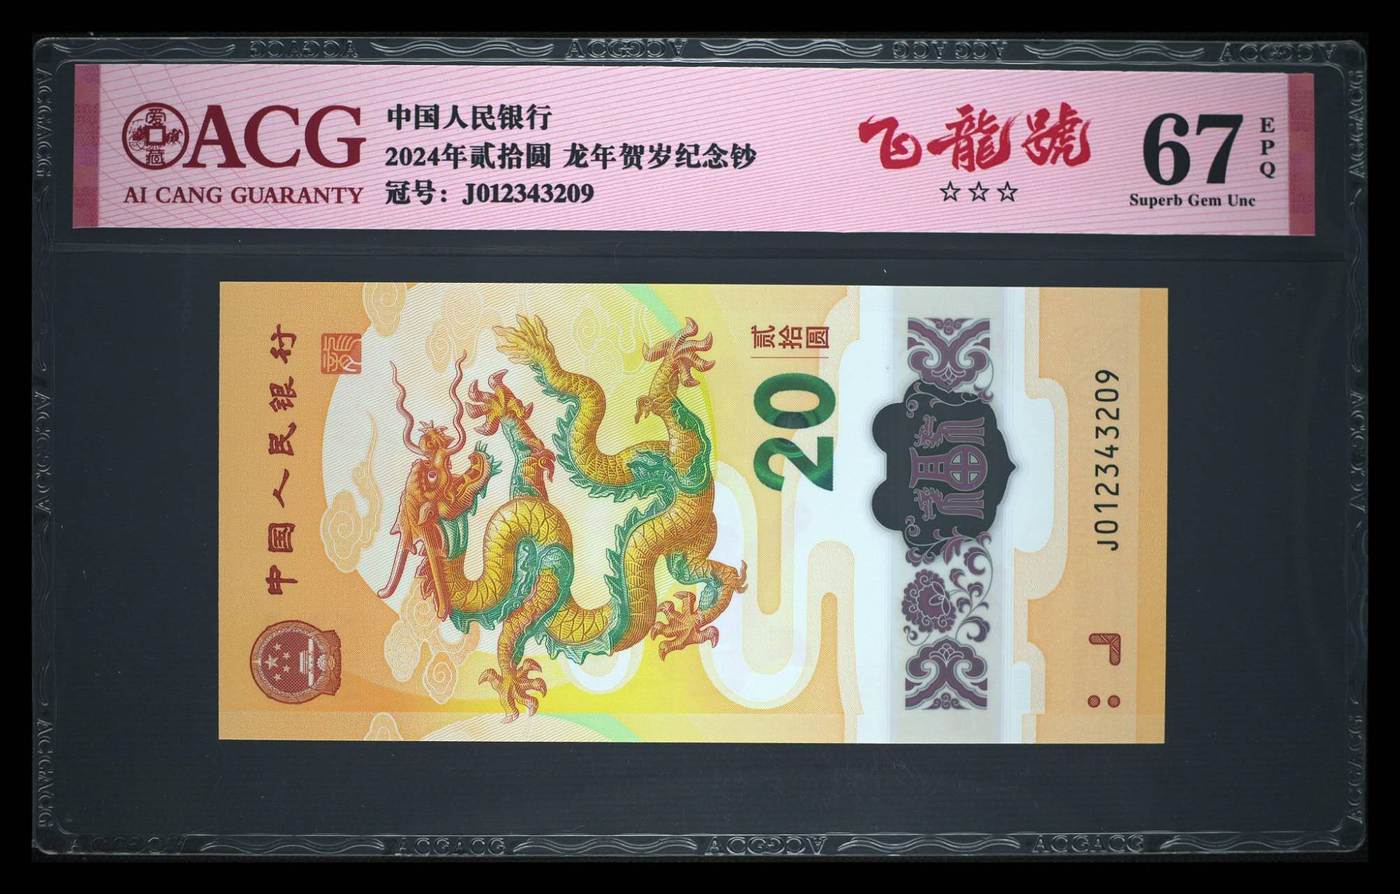 爱藏
ACG
AI CANG GUARANTY
中国人民银行
2024年贰拾圆 龙年贺岁纪念钞
冠号：J012343209
飞龍號
☆☆☆
67
EPQ
Superb Gem Unc
中国人民银行
贰拾圆
20
J012343209